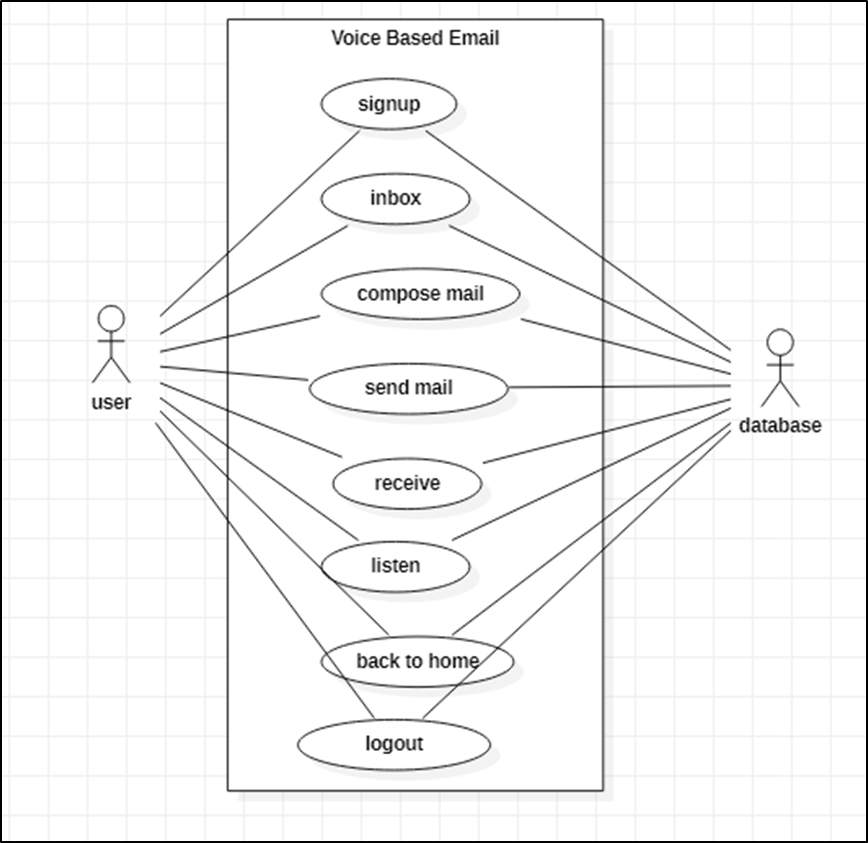 Voice Based Email
signup
inbox
compose mail
send mail
receive
listen
back to home
logout
user
database